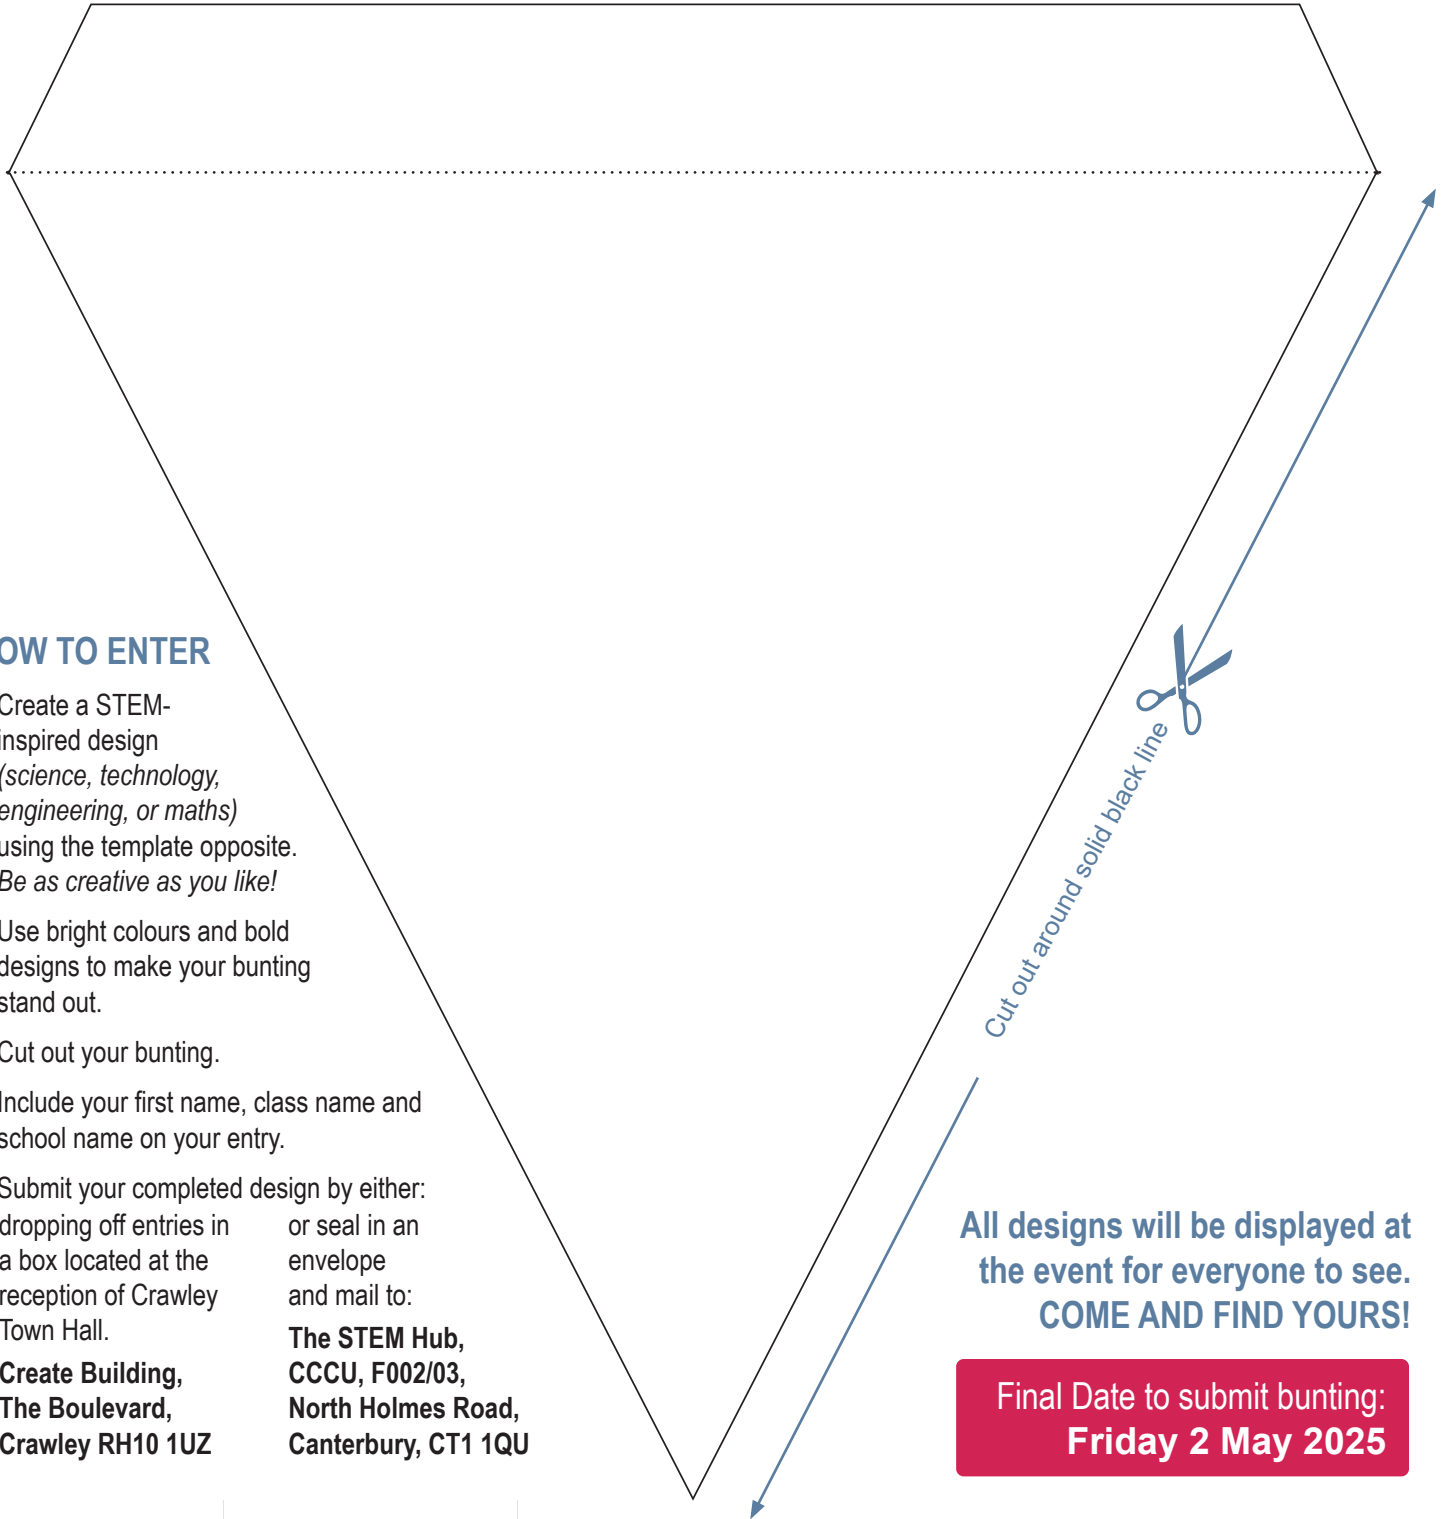 OW TO ENTER
Create a STEM-
inspired design
(science, technology,
engineering, or maths)
using the template opposite.
Be as creative as you like!
Use bright colours and bold
designs to make your bunting
stand out.
Cut out your bunting.
Include your first name, class name and
school name on your entry.
Submit your completed design by either:
dropping off entries in
a box located at the
reception of Crawley
Town Hall.
Create Building,
The Boulevard,
Crawley RH10 1UZ
or seal in an
envelope
and mail to:
The STEM Hub,
CCCU, F002/03,
North Holmes Road,
Canterbury, CT1 1QU
Cut out around solid black line
All designs will be displayed at
the event for everyone to see.
COME AND FIND YOURS!
Final Date to submit bunting:
Friday 2 May 2025